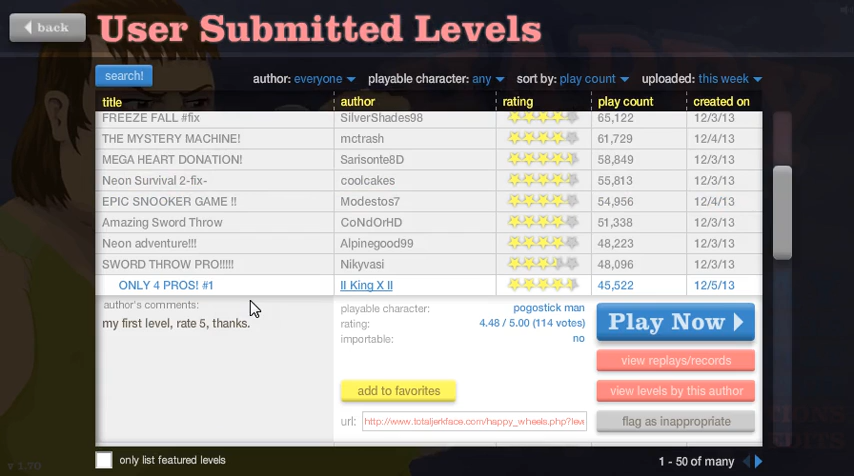 back
User Submitted Levels
search!
author: everyone playable character: any sort by: play count uploaded: this week
title author rating play count created on
FREEZE FALL #fix SilverShades98 65,122 12/3/13
THE MYSTERY MACHINE! mctrash 61,729 12/4/13
MEGA HEART DONATION! Sarisonte8D 58,849 12/3/13
Neon Survival 2-fix- coolcakes 55,813 12/3/13
EPIC SNOOKER GAME !! Modestos7 54,956 12/4/13
Amazing Sword Throw CoNdOrHD 51,338 12/3/13
Neon adventure!!! Alpinegood99 48,223 12/3/13
SWORD THROW PRO!!!!! Nikyvasi 48,096 12/3/13
ONLY 4 PROS! #1 II King X II 45,522 12/5/13
author's comments:
my first level, rate 5, thanks.
playable character: pogostick man
rating: 4.48 / 5.00 (114 votes)
importable: no
Play Now
view replays/records
add to favorites
view levels by this author
url: http://www.totaljerkface.com/happy_wheels.php?leve
flag as inappropriate
only list featured levels
1 - 50 of many
v 1.70